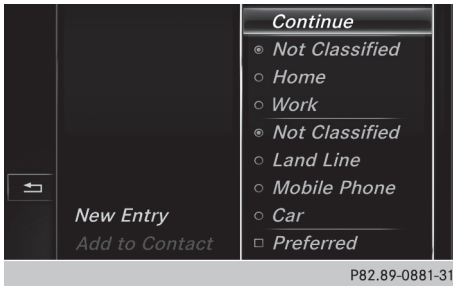 Continue
Not Classified
Home
Work
Not Classified
Land Line
Mobile Phone
New Entry
Car
Add to Contact
Preferred
P82.89-0881-31